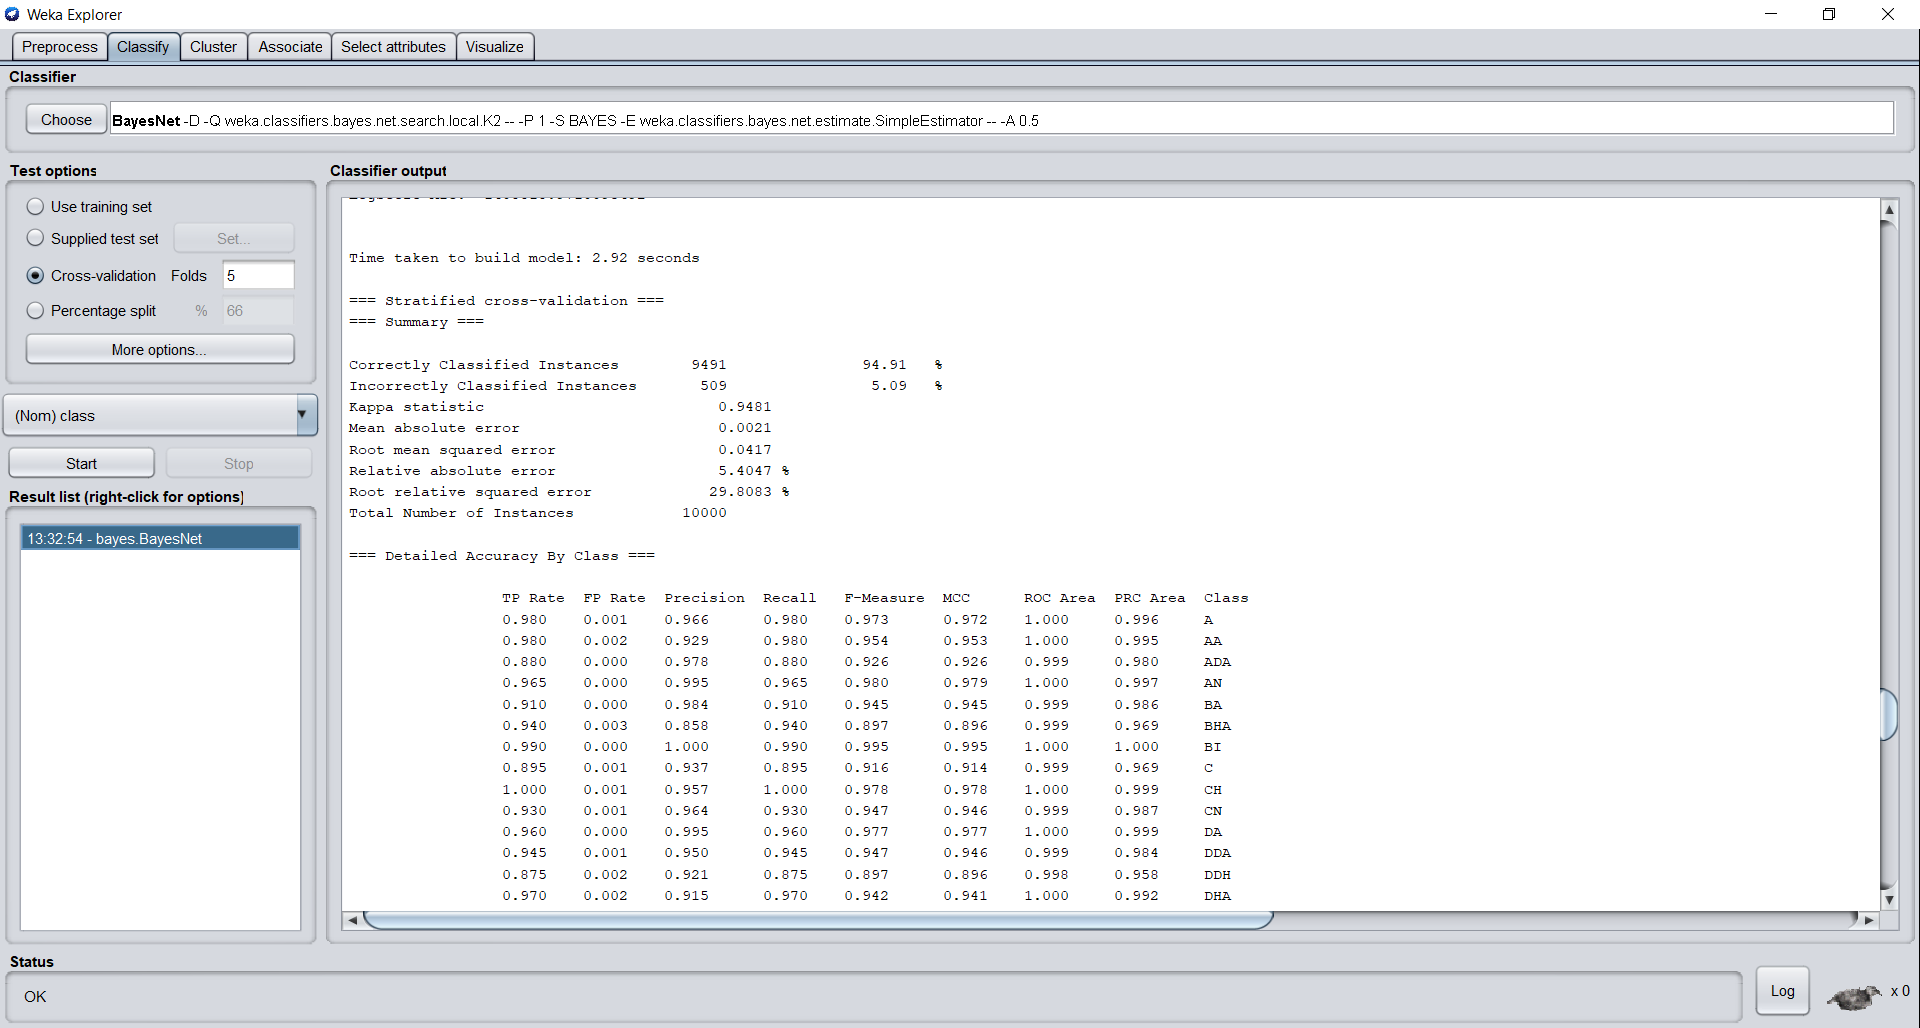 Weka Explorer
Preprocess Classify Cluster Associate Select attributes Visualize
Classifier
Choose BayesNet -D -Q weka.classifiers.bayes.net.search.local.K2 -- -P 1 -S BAYES -E weka.classifiers.bayes.net.estimate.SimpleEstimator -- -A 0.5
Test options
Use training set
Supplied test set Set...
Cross-validation Folds 5
Percentage split % 66
More options...
(Nom) class
Start Stop
Result list (right-click for options)
13:32:54 - bayes.BayesNet
Classifier output
Time taken to build model: 2.92 seconds
=== Stratified cross-validation ===
=== Summary ===
Correctly Classified Instances 9491 94.91 %
Incorrectly Classified Instances 509 5.09 %
Kappa statistic 0.9481
Mean absolute error 0.0021
Root mean squared error 0.0417
Relative absolute error 5.4047 %
Root relative squared error 29.8083 %
Total Number of Instances 10000
=== Detailed Accuracy By Class ===
TP Rate FP Rate Precision Recall F-Measure MCC ROC Area PRC Area Class
0.980 0.001 0.966 0.980 0.973 0.972 1.000 0.996 A
0.980 0.002 0.929 0.980 0.954 0.953 1.000 0.995 AA
0.880 0.000 0.978 0.880 0.926 0.926 0.999 0.980 ADA
0.965 0.000 0.995 0.965 0.980 0.979 1.000 0.997 AN
0.910 0.000 0.984 0.910 0.945 0.945 0.999 0.986 BA
0.940 0.003 0.858 0.940 0.897 0.896 0.999 0.969 BHA
0.990 0.000 1.000 0.990 0.995 0.995 1.000 1.000 BI
0.895 0.001 0.937 0.895 0.916 0.914 0.999 0.969 C
1.000 0.001 0.957 1.000 0.978 0.978 1.000 0.999 CH
0.930 0.001 0.964 0.930 0.947 0.946 0.999 0.987 CN
0.960 0.000 0.995 0.960 0.977 0.977 1.000 0.999 DA
0.945 0.001 0.950 0.945 0.947 0.946 0.999 0.984 DDA
0.875 0.002 0.921 0.875 0.897 0.896 0.998 0.958 DDH
0.970 0.002 0.915 0.970 0.942 0.941 1.000 0.992 DHA
Status
OK
Log x 0